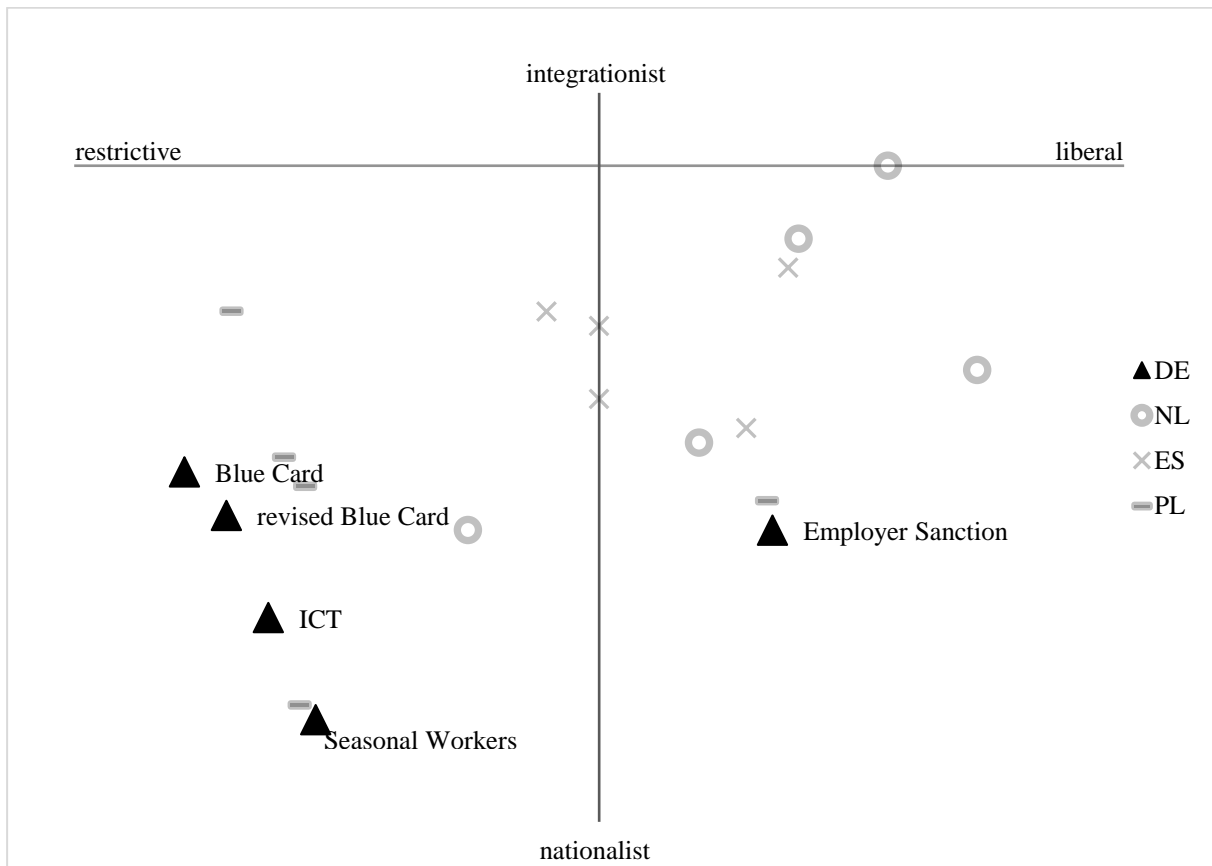 integrationist
restrictive
liberal
DE
NL
ES
PL
Blue Card
revised Blue Card
Employer Sanction
ICT
Seasonal Workers
nationalist